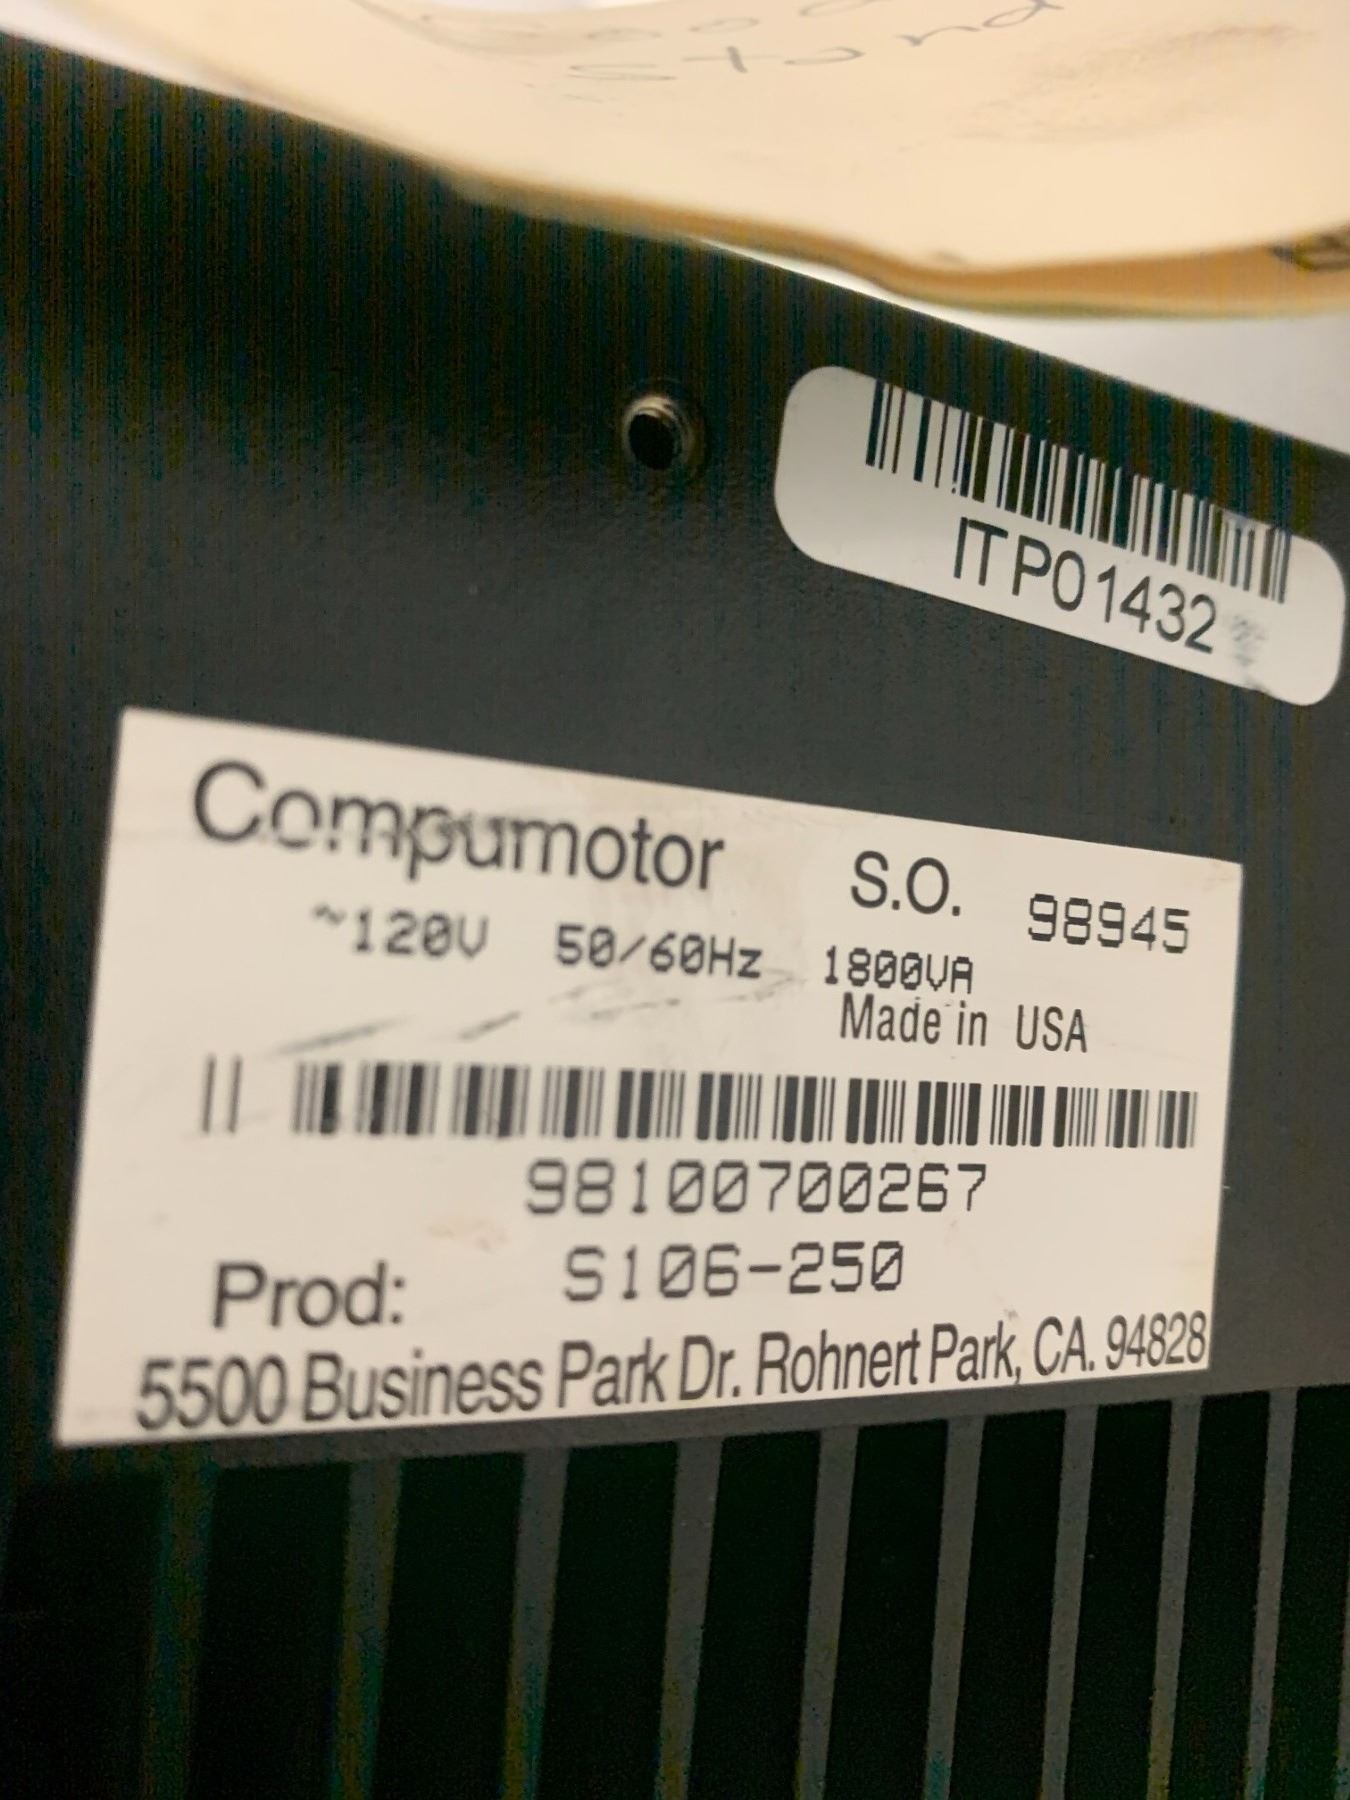 Stand
ITP01432
Compumotor S.O. 98945
~120V 50/60Hz 1800VA
Made in USA
98100700267
Prod: S106-250
5500 Business Park Dr. Rohnert Park, CA. 94828